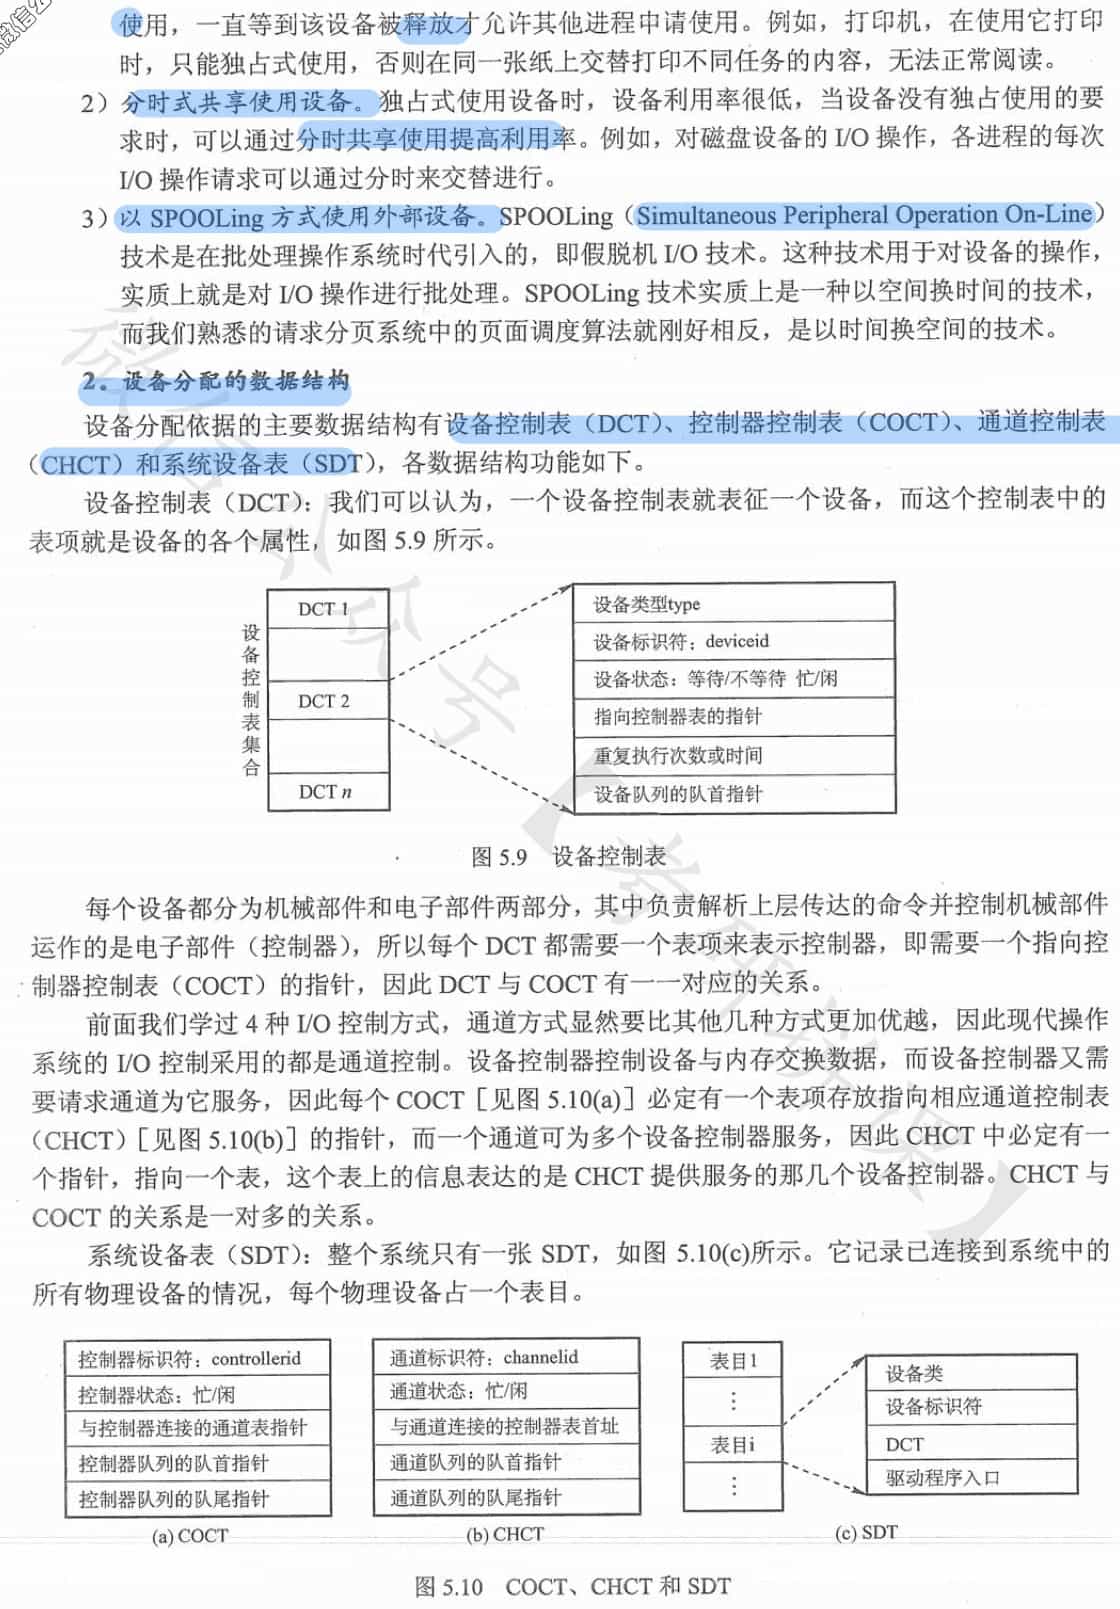 微信公
使用，一直等到该设备被释放才允许其他进程申请使用。例如，打印机，在使用它打印
时，只能独占式使用，否则在同一张纸上交替打印不同任务的内容，无法正常阅读。
2）分时式共享使用设备。独占式使用设备时，设备利用率很低，当设备没有独占使用的要
求时，可以通过分时共享使用提高利用率。例如，对磁盘设备的 I/O 操作，各进程的每次
I/O 操作请求可以通过分时来交替进行。
3）以 SPOOLing 方式使用外部设备。SPOOLing（Simultaneous Peripheral Operation On-Line）
技术是在批处理操作系统时代引入的，即假脱机 I/O 技术。这种技术用于对设备的操作，
实质上就是对 I/O 操作进行批处理。SPOOLing 技术实质上是一种以空间换时间的技术，
而我们熟悉的请求分页系统中的页面调度算法就刚好相反，是以时间换空间的技术。
2。设备分配的数据结构
设备分配依据的主要数据结构有设备控制表（DCT）、控制器控制表（COCT）、通道控制表
（CHCT）和系统设备表（SDT），各数据结构功能如下。
设备控制表（DCT）：我们可以认为，一个设备控制表就表征一个设备，而这个控制表中的
表项就是设备的各个属性，如图 5.9 所示。
设备控制表集合
DCT 1
DCT 2
DCT n
设备类型type
设备标识符：deviceid
设备状态：等待/不等待 忙/闲
指向控制器表的指针
重复执行次数或时间
设备队列的队首指针
图 5.9 设备控制表
每个设备都分为机械部件和电子部件两部分，其中负责解析上层传达的命令并控制机械部件
运作的是电子部件（控制器），所以每个 DCT 都需要一个表项来表示控制器，即需要一个指向控
制器控制表（COCT）的指针，因此 DCT 与 COCT 有一一对应的关系。
前面我们学过 4 种 I/O 控制方式，通道方式显然要比其他几种方式更加优越，因此现代操作
系统的 I/O 控制采用的都是通道控制。设备控制器控制设备与内存交换数据，而设备控制器又需
要请求通道为它服务，因此每个 COCT［见图 5.10(a)］必定有一个表项存放指向相应通道控制表
（CHCT）［见图 5.10(b)］的指针，而一个通道可为多个设备控制器服务，因此 CHCT 中必定有一
个指针，指向一个表，这个表上的信息表达的是 CHCT 提供服务的那几个设备控制器。CHCT 与
COCT 的关系是一对多的关系。
系统设备表（SDT）：整个系统只有一张 SDT，如图 5.10(c)所示。它记录已连接到系统中的
所有物理设备的情况，每个物理设备占一个表目。
控制器标识符：controllerid
控制器状态：忙/闲
与控制器连接的通道表指针
控制器队列的队首指针
控制器队列的队尾指针
(a) COCT
通道标识符：channelid
通道状态：忙/闲
与通道连接的控制器表首址
通道队列的队首指针
通道队列的队尾指针
(b) CHCT
表目1
⋮
表目i
⋮
设备类
设备标识符
DCT
驱动程序入口
(c) SDT
图 5.10 COCT、CHCT 和 SDT
微信公众号【考研拼课】